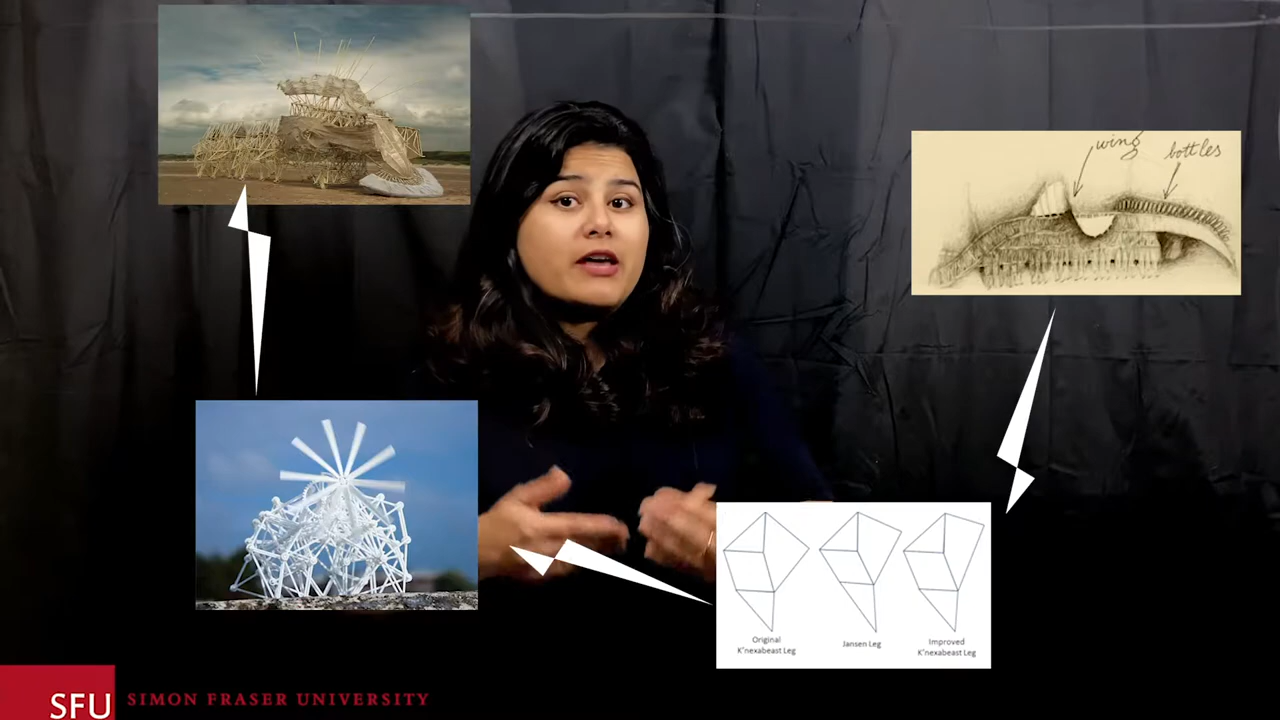 wing
bottles
Original
K'nexabeast Leg
Jansen Leg
Improved
K'nexabeast Leg
SFU SIMON FRASER UNIVERSITY